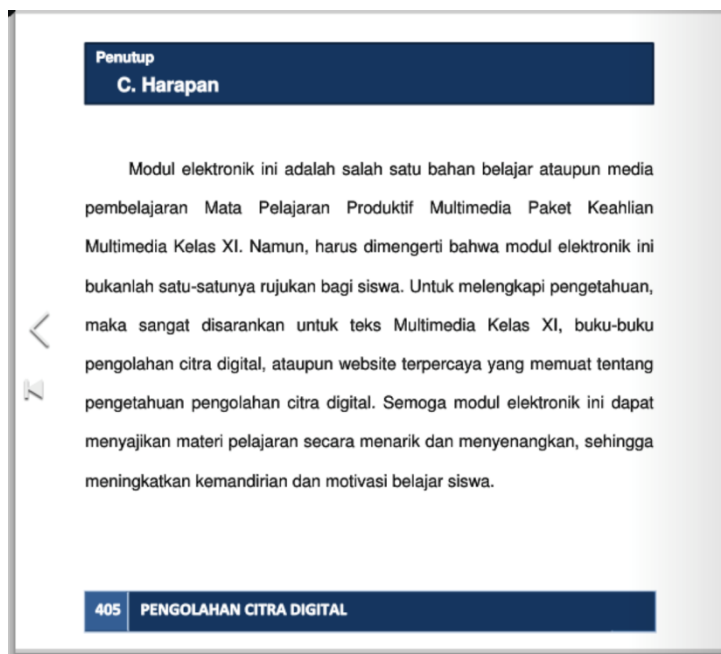 Penutup
C. Harapan
Modul elektronik ini adalah salah satu bahan belajar ataupun media
pembelajaran Mata Pelajaran Produktif Multimedia Paket Keahlian
Multimedia Kelas XI. Namun, harus dimengerti bahwa modul elektronik ini
bukanlah satu-satunya rujukan bagi siswa. Untuk melengkapi pengetahuan,
maka sangat disarankan untuk teks Multimedia Kelas XI, buku-buku
pengolahan citra digital, ataupun website terpercaya yang memuat tentang
pengetahuan pengolahan citra digital. Semoga modul elektronik ini dapat
menyajikan materi pelajaran secara menarik dan menyenangkan, sehingga
meningkatkan kemandirian dan motivasi belajar siswa.
405 PENGOLAHAN CITRA DIGITAL